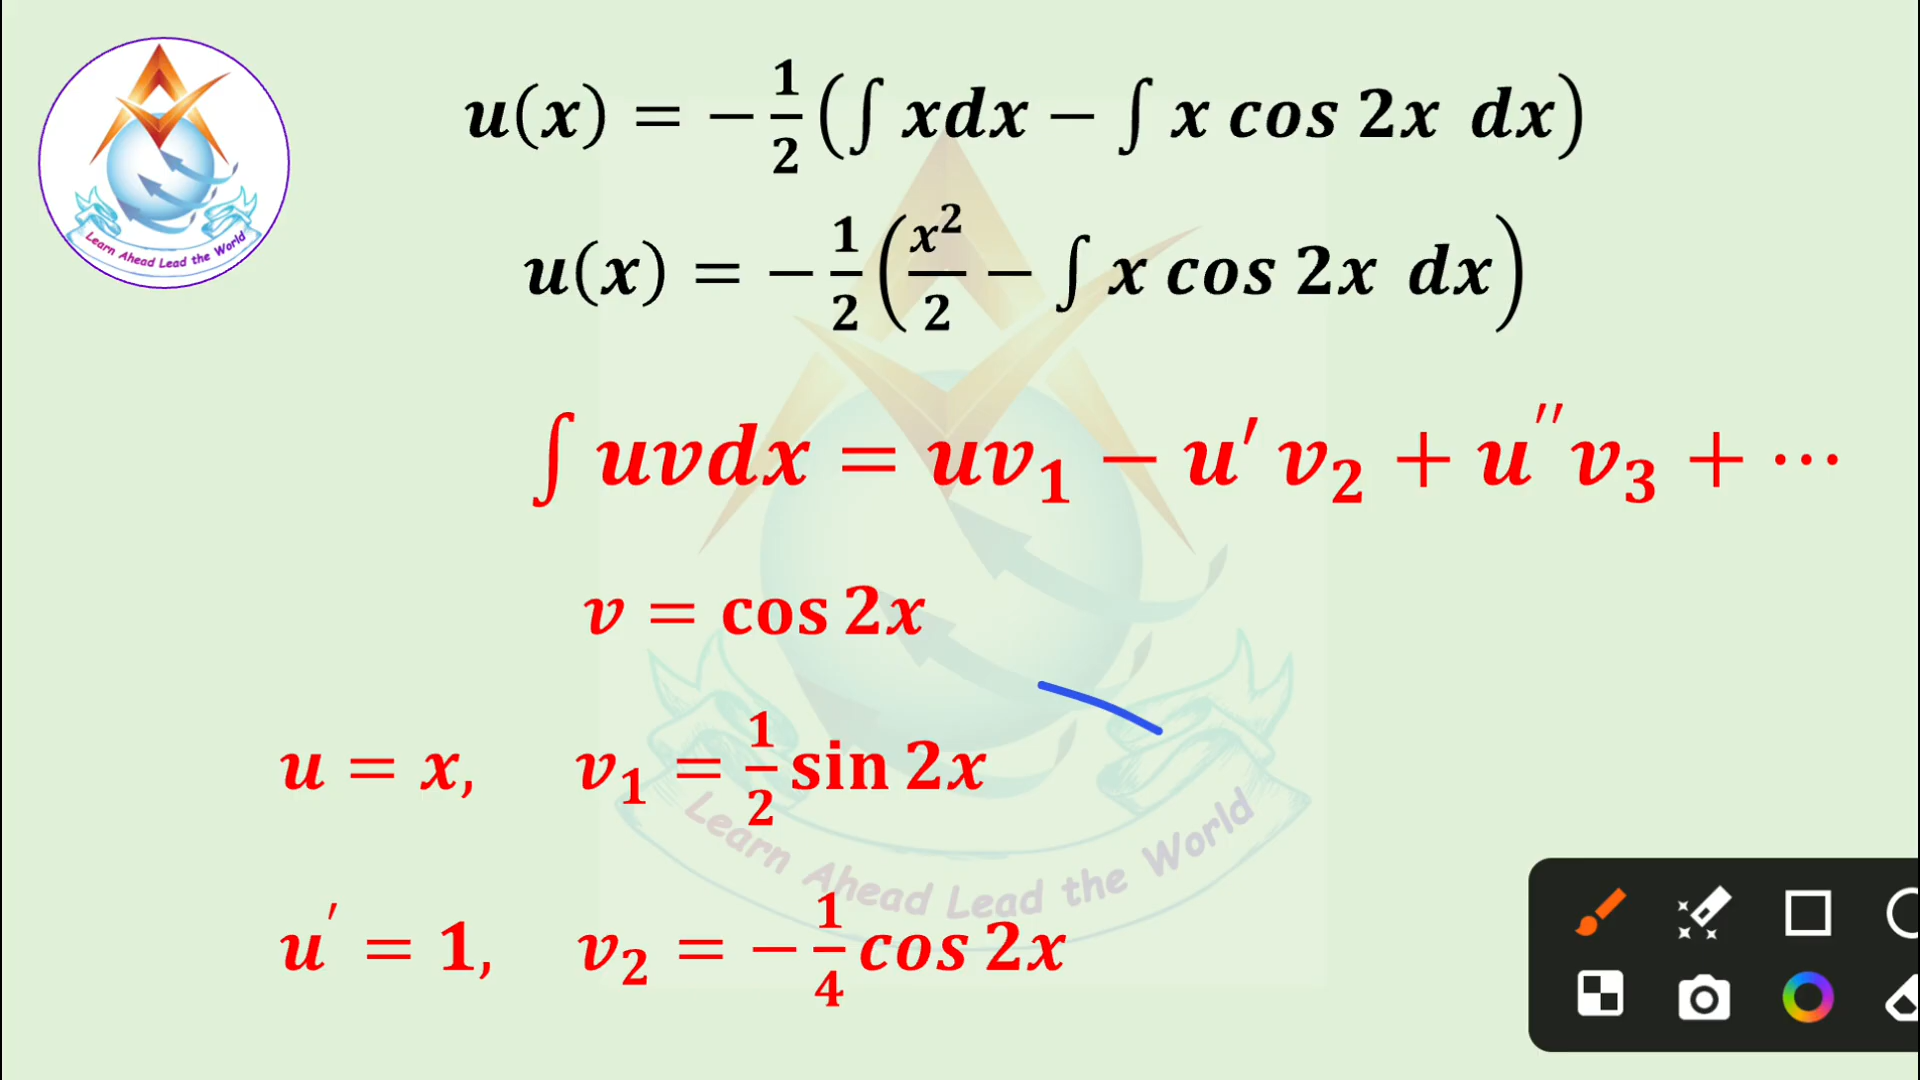 u(x) = −1/2(∫ xdx − ∫ x cos 2x dx)
u(x) = −1/2(x²/2 − ∫ x cos 2x dx)
∫ uvdx = uv₁ − u′v₂ + u″v₃ + ⋯
v = cos 2x
u = x, v₁ = 1/2 sin 2x
u′ = 1, v₂ = −1/4 cos 2x
Learn Ahead Lead the World
Learn Ahead Lead the World